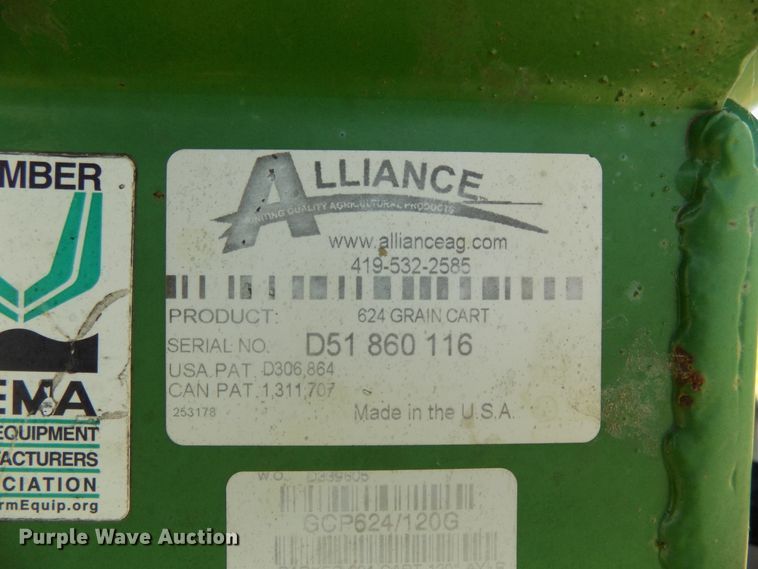 MBER
EMA
EQUIPMENT
ACTURERS
CIATION
rmEquip.org
ALLIANCE
UNITING QUALITY AGRICULTURAL PRODUCTS
www.allianceag.com
419-532-2585
PRODUCT: 624 GRAIN CART
SERIAL NO. D51 860 116
USA PAT. D306,864
CAN PAT. 1,311,707
253178 Made in the U.S.A.
W.O. D339605
GCP624/120G
Purple Wave Auction